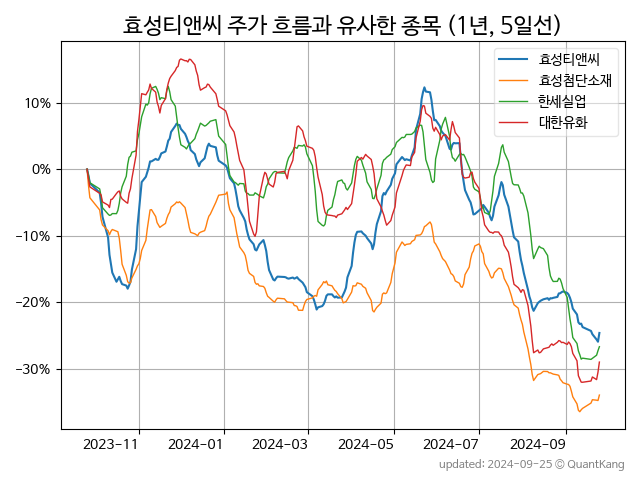 효성티앤씨 주가 흐름과 유사한 종목 (1년, 5일선)
효성티앤씨
효성첨단소재
한세실업
대한유화
10%
0%
−10%
−20%
−30%
2023-11
2024-01
2024-03
2024-05
2024-07
2024-09
updated: 2024-09-25 © QuantKang